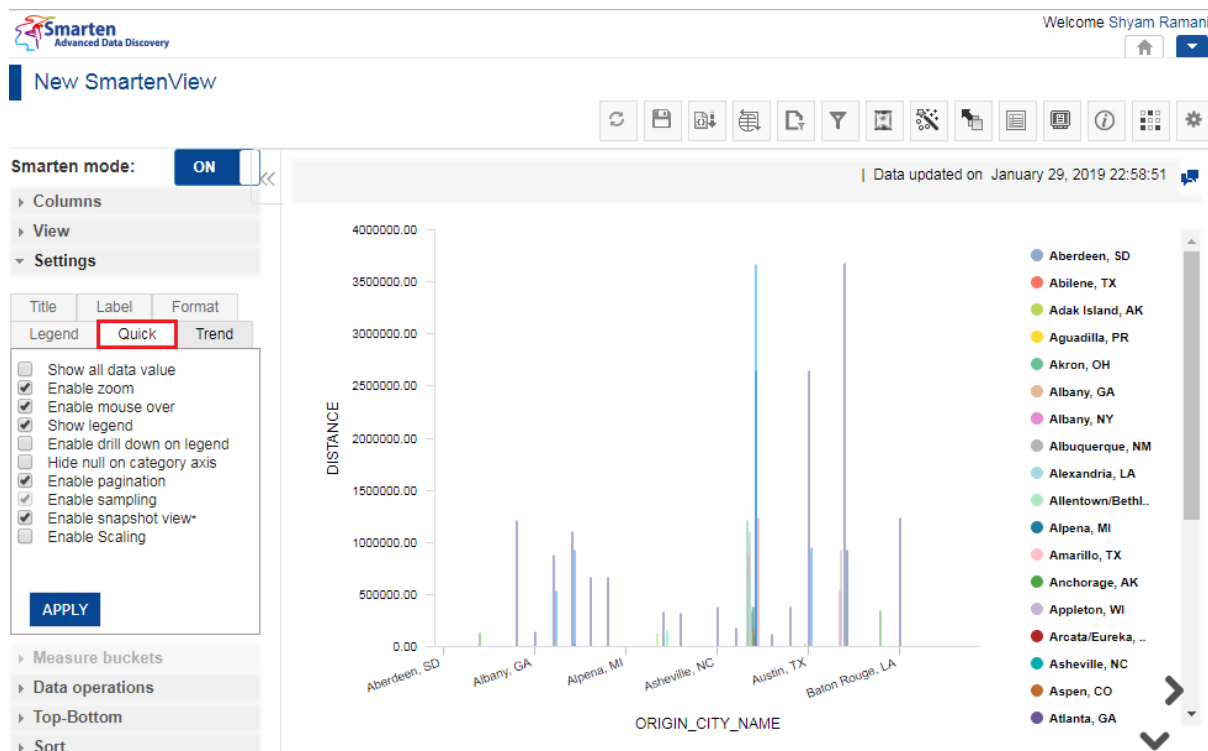 Smarten
Advanced Data Discovery
Welcome Shyam Ramani
New SmartenView
Smarten mode:
ON
Columns
View
Settings
Title Label Format
Legend Quick Trend
Show all data value
Enable zoom
Enable mouse over
Show legend
Enable drill down on legend
Hide null on category axis
Enable pagination
Enable sampling
Enable snapshot view*
Enable Scaling
APPLY
Measure buckets
Data operations
Top-Bottom
Sort
| Data updated on January 29, 2019 22:58:51
4000000.00
3500000.00
3000000.00
2500000.00
2000000.00
1500000.00
1000000.00
500000.00
0.00
DISTANCE
Aberdeen, SD
Albany, GA
Alpena, MI
Asheville, NC
Austin, TX
Baton Rouge, LA
ORIGIN_CITY_NAME
Aberdeen, SD
Abilene, TX
Adak Island, AK
Aguadilla, PR
Akron, OH
Albany, GA
Albany, NY
Albuquerque, NM
Alexandria, LA
Allentown/Bethl..
Alpena, MI
Amarillo, TX
Anchorage, AK
Appleton, WI
Arcata/Eureka, ..
Asheville, NC
Aspen, CO
Atlanta, GA